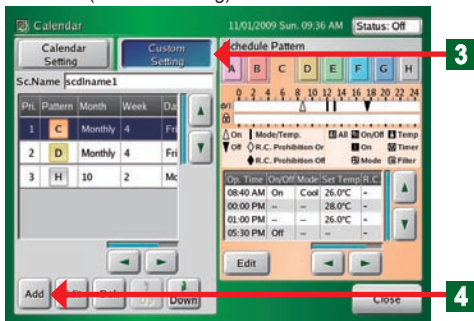 Calendar
11/01/2009 Sun. 09:36 AM
Status: Off
Calendar Setting
Custom Setting
3
Schedule Pattern
A B C D E F G H
Sc.Name scdlname1
0 2 4 6 8 10 12 14 16 18 20 22 24
Pri. Pattern Month Week Da
1 C Monthly 4 Fri
2 D Monthly 4 Fri
3 H 10 2 Mo
On Mode/Temp. All On/Off Temp
Off R.C. Prohibition On On Timer
R.C. Prohibition Off Mode Filter
Op. Time On/Off Mode Set Temp R.C.
08:40 AM On Cool 26.0°C -
00:00 PM -- -- 28.0°C -
01:00 PM -- -- 26.0°C -
05:30 PM Off -- -- -
Edit
Add
Down
Close
4